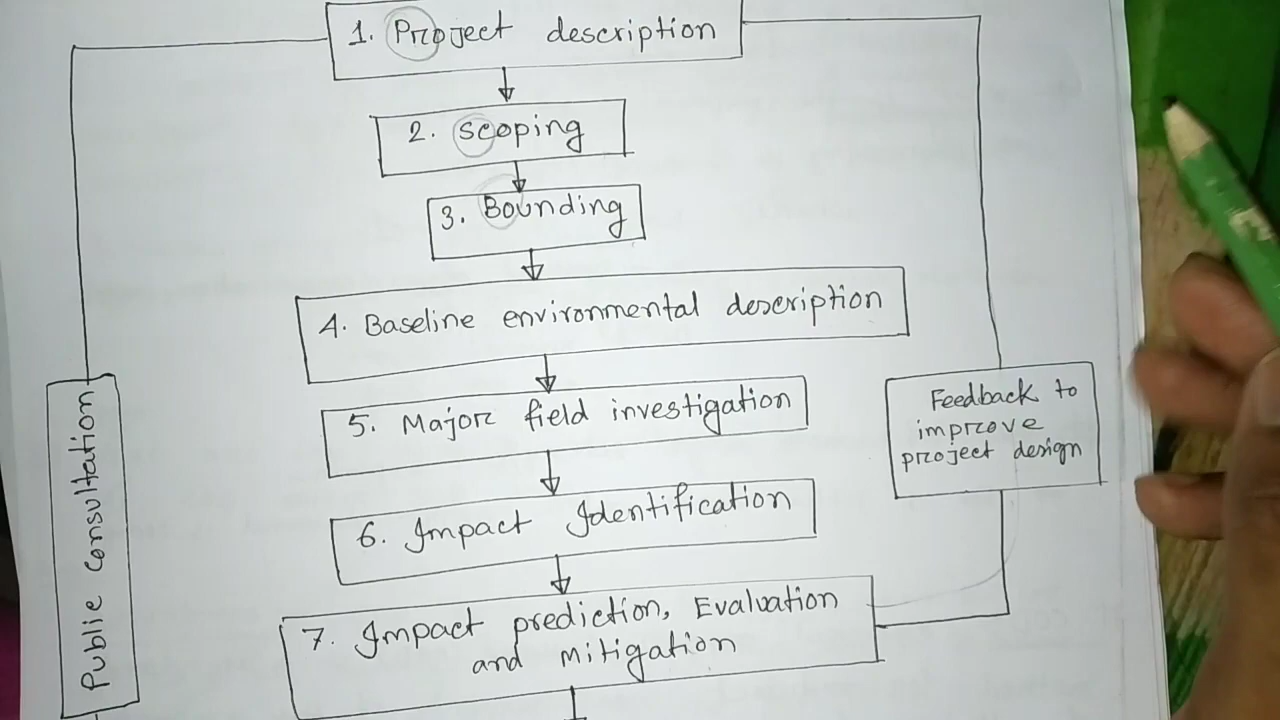 1. Project description
2. Scoping
3. Bounding
4. Baseline environmental description
5. Major field investigation
6. Impact Identification
7. Impact prediction, Evaluation
and mitigation
Public consultation
Feedback to
improve
project design